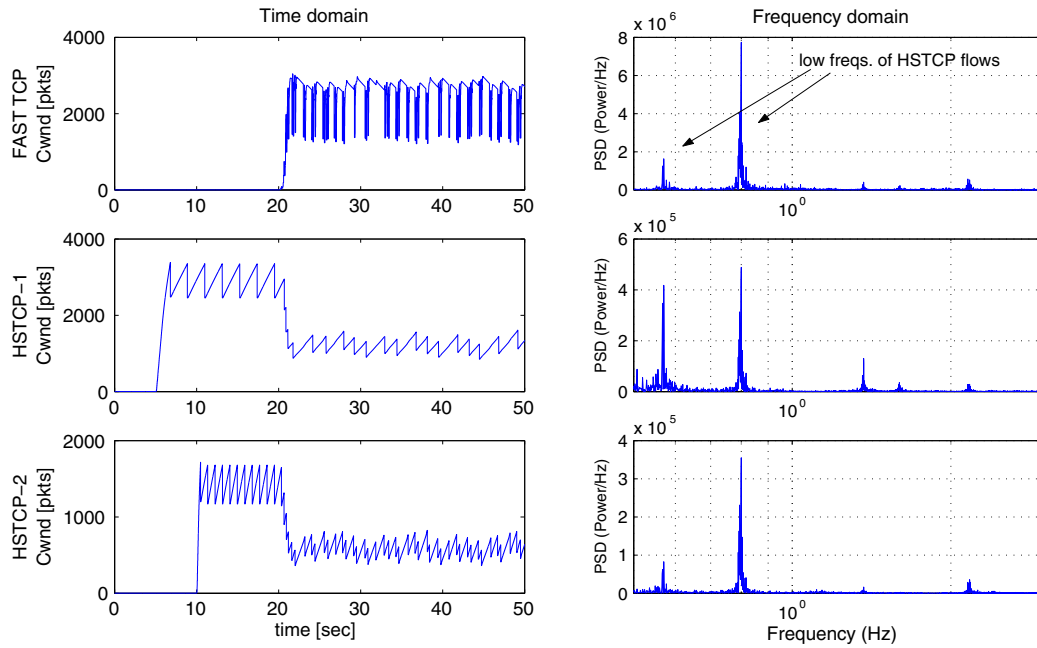 Time domain
FAST TCP
Cwnd [pkts]
4000
2000
0
0 10 20 30 40 50
Frequency domain
x 10^6
PSD (Power/Hz)
8
6
4
2
0
low freqs. of HSTCP flows
10^0
HSTCP-1
Cwnd [pkts]
4000
2000
0
0 10 20 30 40 50
x 10^5
PSD (Power/Hz)
6
4
2
0
10^0
HSTCP-2
Cwnd [pkts]
2000
1000
0
0 10 20 30 40 50
time [sec]
x 10^5
PSD (Power/Hz)
4
3
2
1
0
10^0
Frequency (Hz)